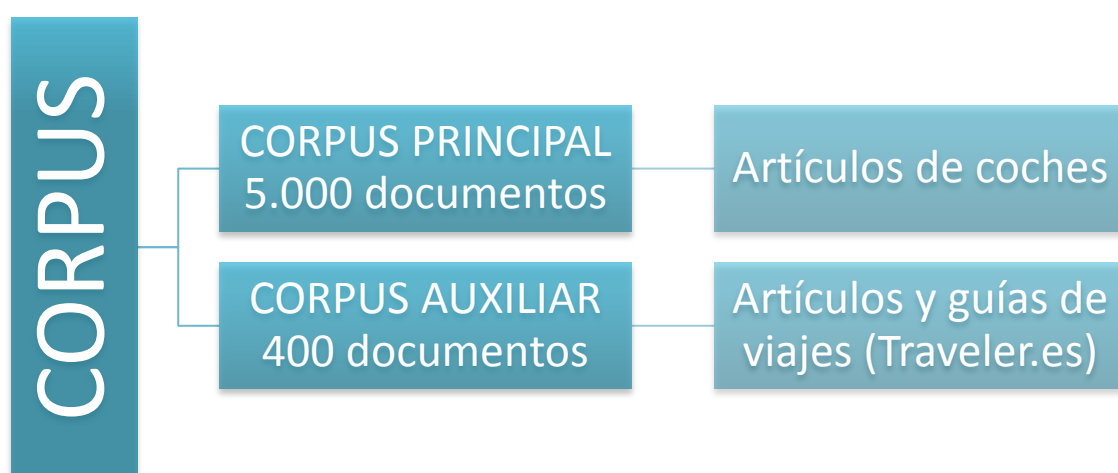 CORPUS
CORPUS PRINCIPAL
5.000 documentos
Artículos de coches
CORPUS AUXILIAR
400 documentos
Artículos y guías de
viajes (Traveler.es)